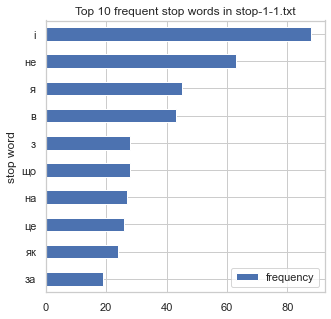 Top 10 frequent stop words in stop-1-1.txt
stop word
і
не
я
в
з
що
на
це
як
за
0 20 40 60 80
frequency